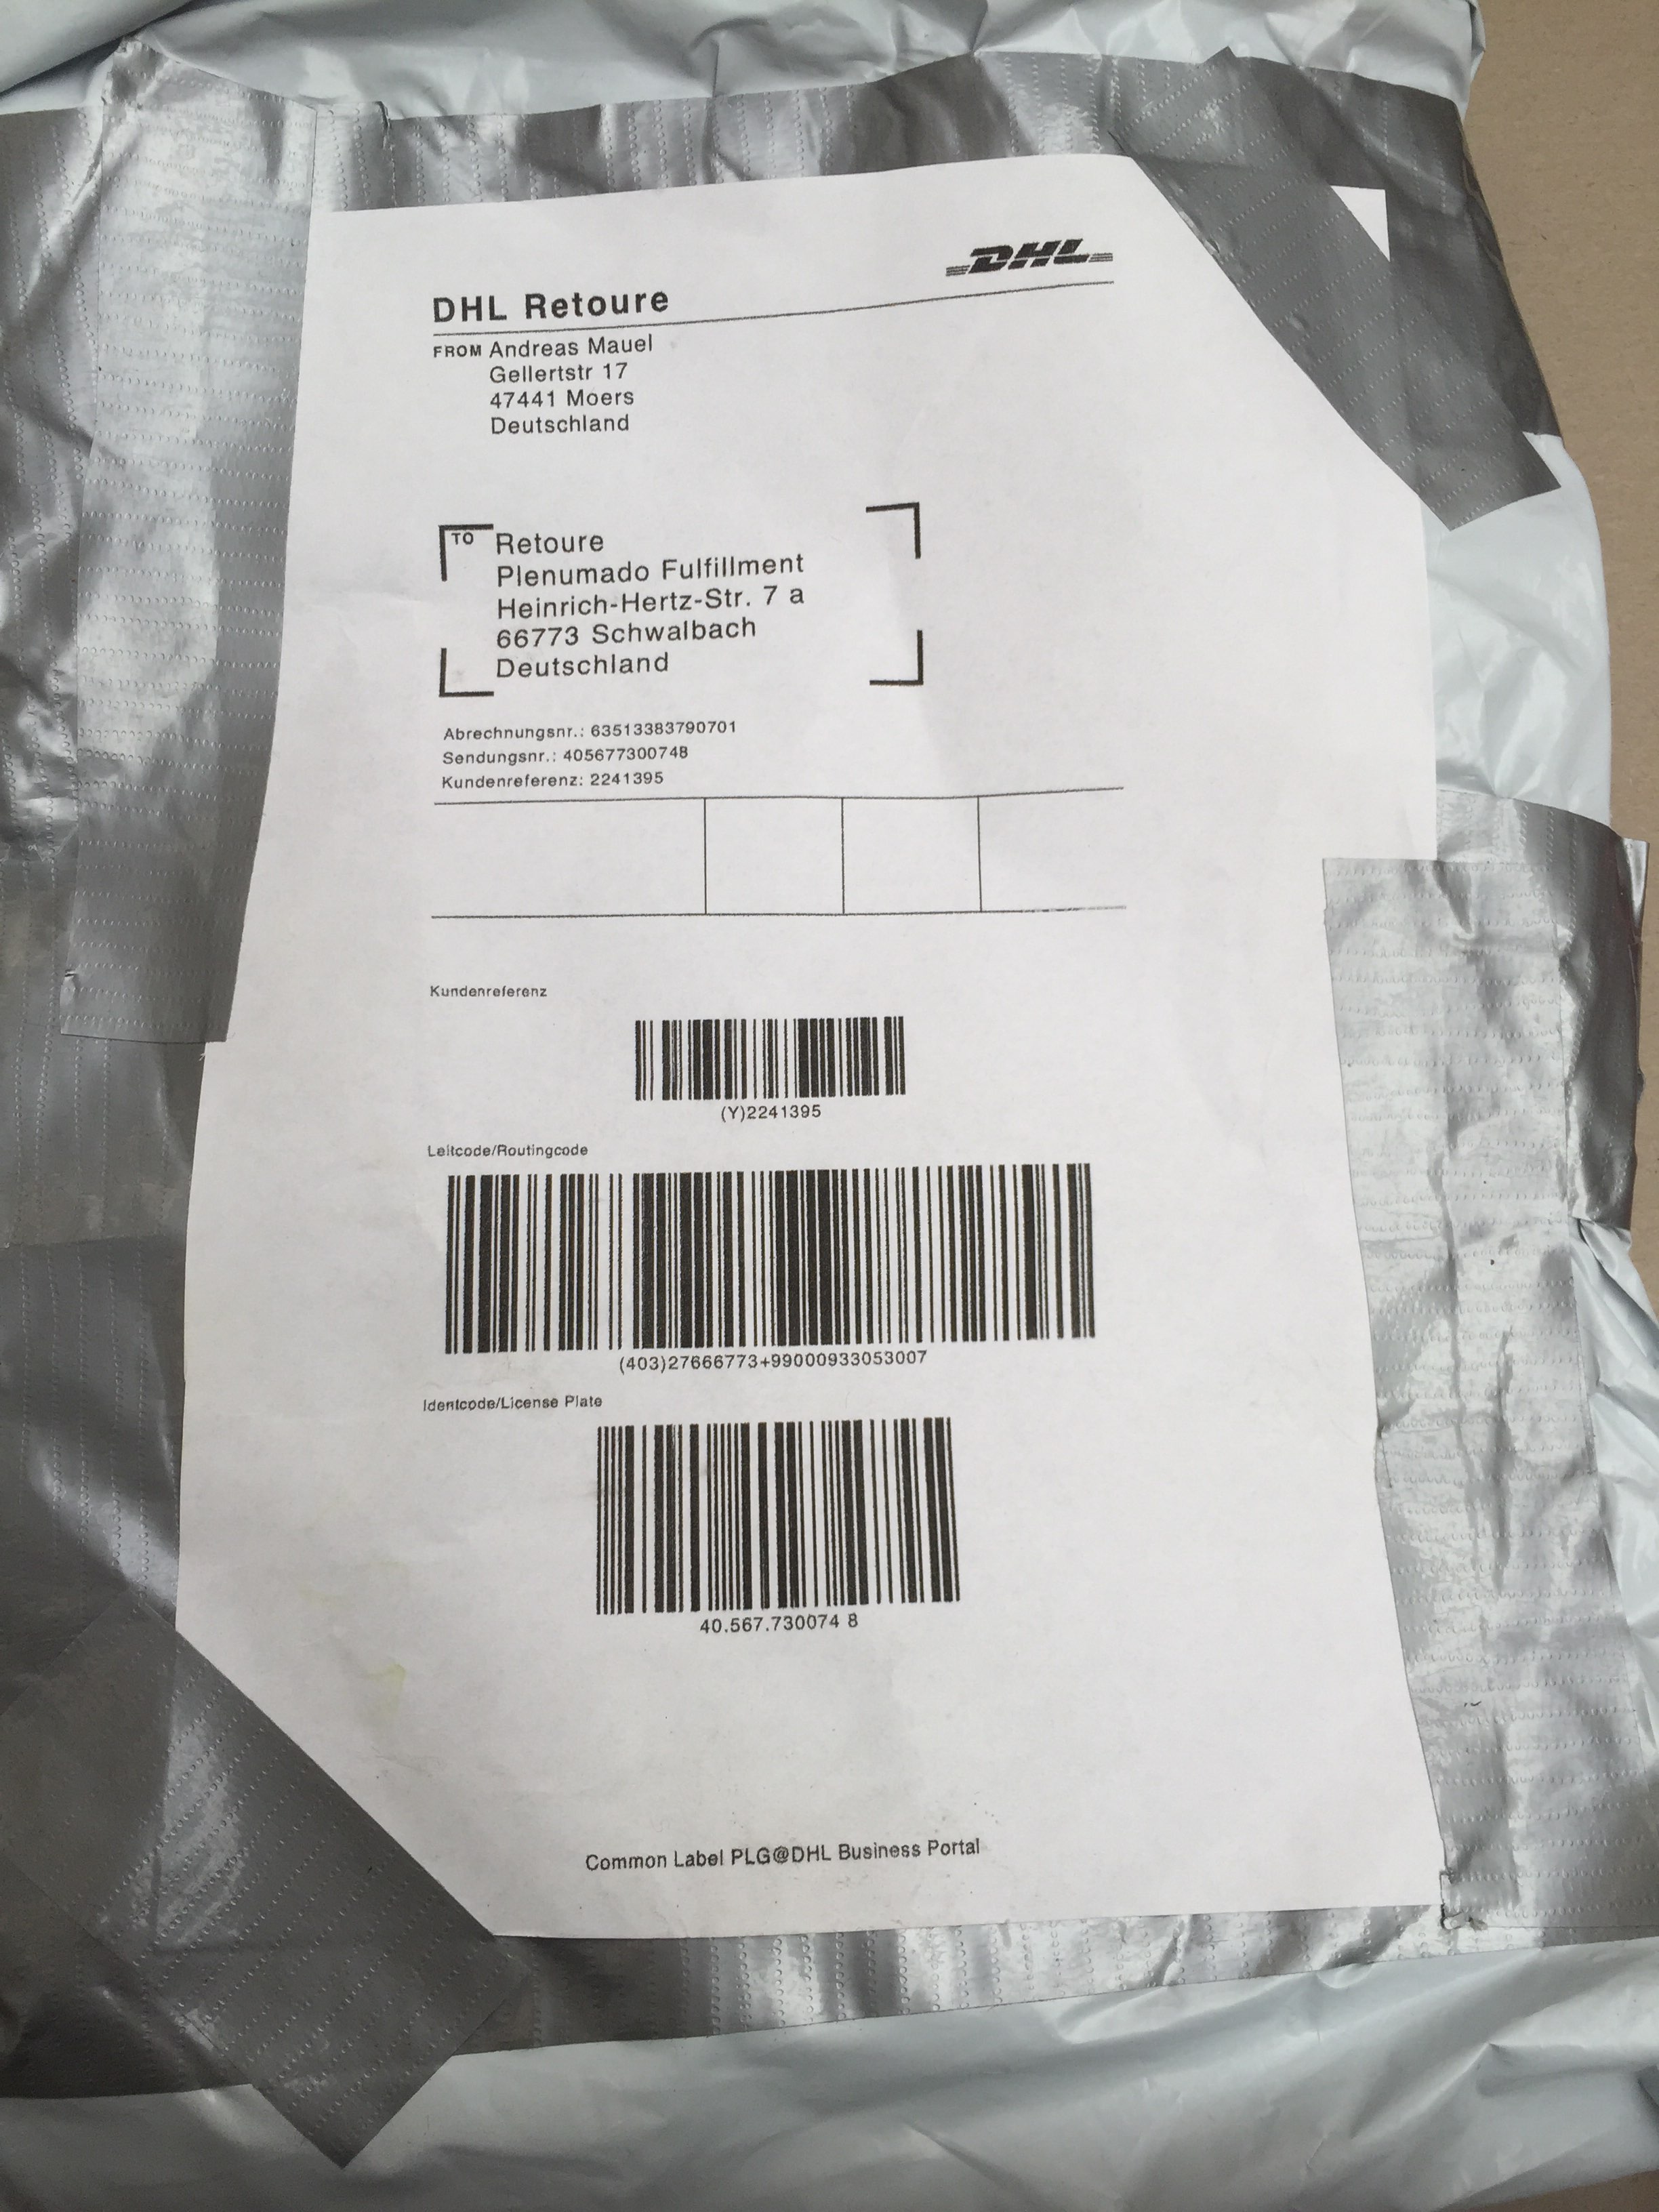 DHL
DHL Retoure
FROM Andreas Mauel
Gellertstr 17
47441 Moers
Deutschland
TO Retoure
Plenumado Fulfillment
Heinrich-Hertz-Str. 7 a
66773 Schwalbach
Deutschland
Abrechnungsnr.: 63513383790701
Sendungsnr.: 405677300748
Kundenreferenz: 2241395
Kundenreferenz
(Y)2241395
Leitcode/Routingcode
(403)27666773+99000933053007
Identcode/License Plate
40.567.730074 8
Common Label PLG@DHL Business Portal